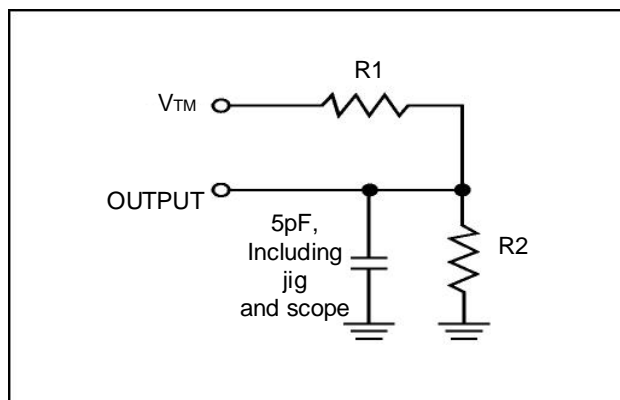 R1
VTM
OUTPUT
5pF,
Including
jig
and scope
R2